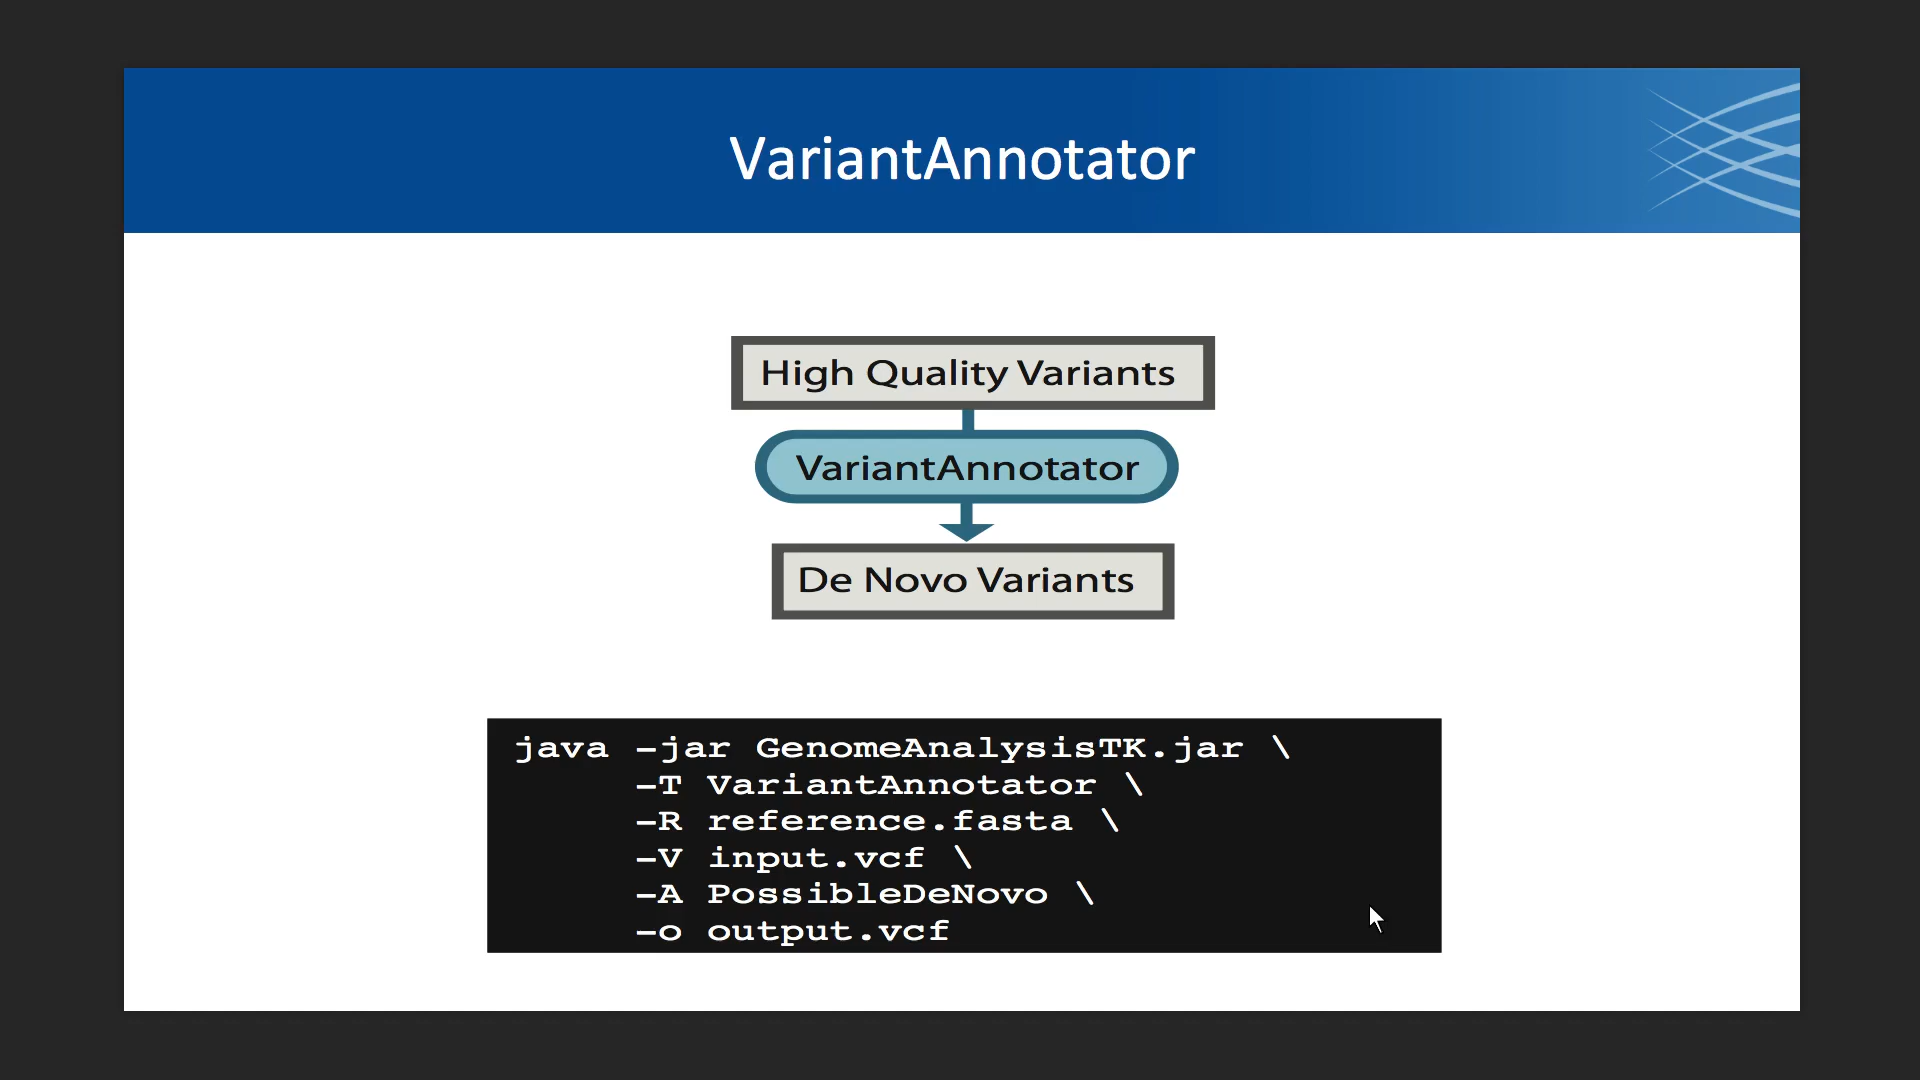 VariantAnnotator
High Quality Variants
VariantAnnotator
De Novo Variants
java –jar GenomeAnalysisTK.jar \
–T VariantAnnotator \
–R reference.fasta \
–V input.vcf \
–A PossibleDeNovo \
–o output.vcf